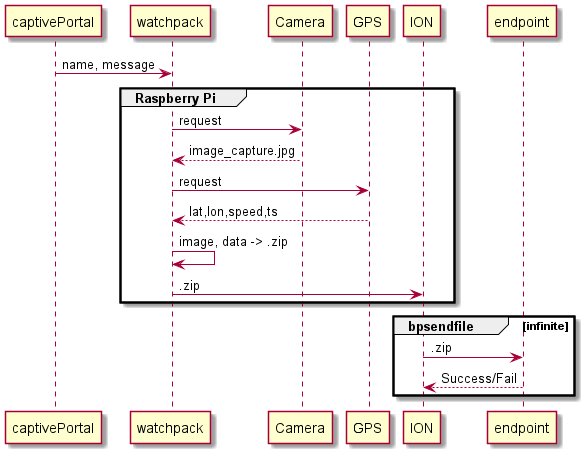 captivePortal watchpack Camera GPS ION endpoint
name, message
Raspberry Pi
request
image_capture.jpg
request
lat,lon,speed,ts
image, data -> .zip
.zip
bpsendfile [infinite]
.zip
Success/Fail
captivePortal watchpack Camera GPS ION endpoint